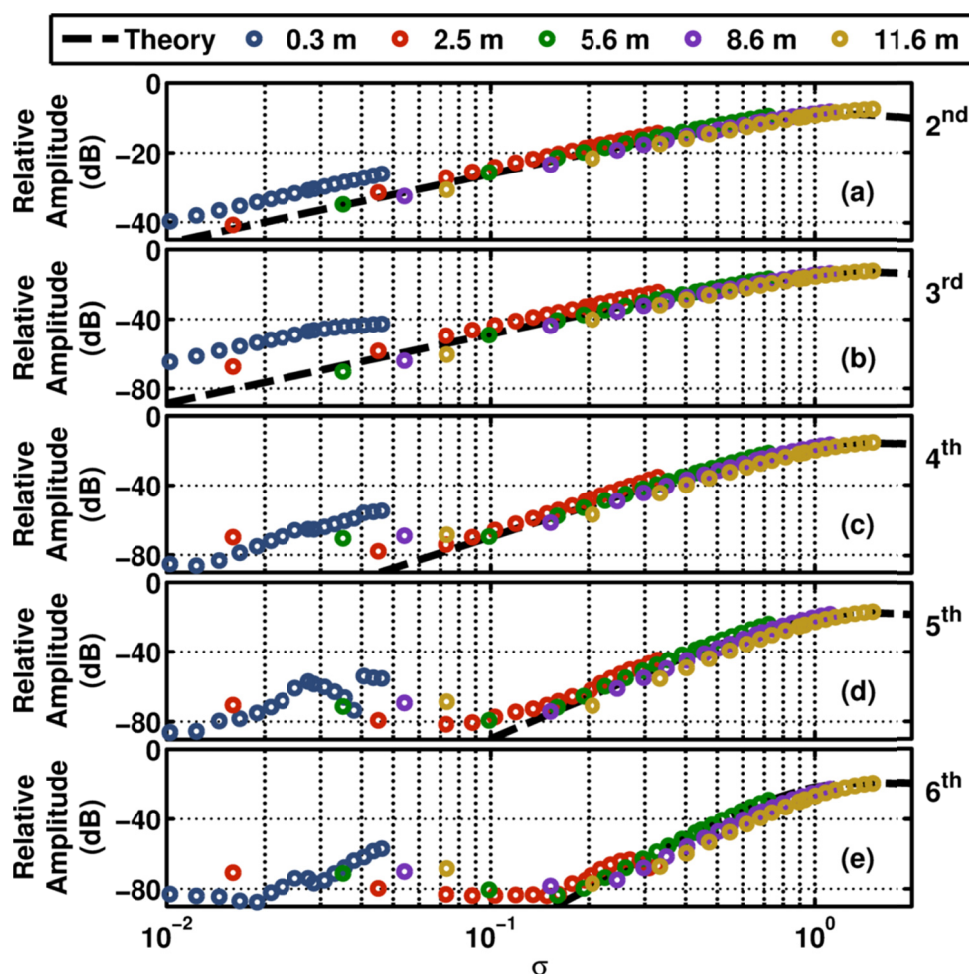 Theory 0.3 m 2.5 m 5.6 m 8.6 m 11.6 m
0
−20
−40
Relative
Amplitude
(dB)
2nd
(a)
0
−40
−80
Relative
Amplitude
(dB)
3rd
(b)
0
−40
−80
Relative
Amplitude
(dB)
4th
(c)
0
−40
−80
Relative
Amplitude
(dB)
5th
(d)
0
−40
−80
Relative
Amplitude
(dB)
6th
(e)
10−2 10−1 100
σ